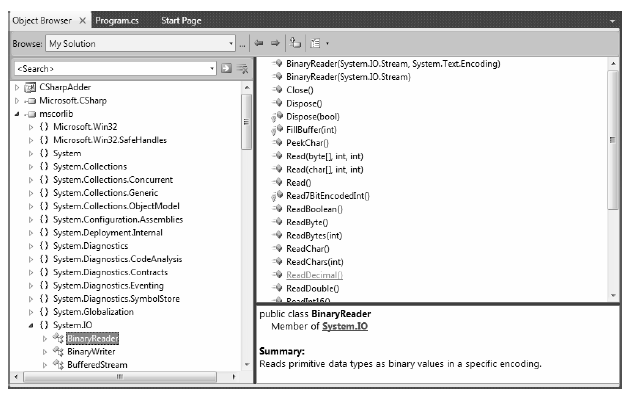 Object Browser Program.cs Start Page
Browse: My Solution ...
<Search>
CSharpAdder
Microsoft.CSharp
mscorlib
{} Microsoft.Win32
{} Microsoft.Win32.SafeHandles
{} System
{} System.Collections
{} System.Collections.Concurrent
{} System.Collections.Generic
{} System.Collections.ObjectModel
{} System.Configuration.Assemblies
{} System.Deployment.Internal
{} System.Diagnostics
{} System.Diagnostics.CodeAnalysis
{} System.Diagnostics.Contracts
{} System.Diagnostics.Eventing
{} System.Diagnostics.SymbolStore
{} System.Globalization
{} System.IO
BinaryReader
BinaryWriter
BufferedStream
BinaryReader(System.IO.Stream, System.Text.Encoding)
BinaryReader(System.IO.Stream)
Close()
Dispose()
Dispose(bool)
FillBuffer(int)
PeekChar()
Read(byte[], int, int)
Read(char[], int, int)
Read()
Read7BitEncodedInt()
ReadBoolean()
ReadByte()
ReadBytes(int)
ReadChar()
ReadChars(int)
ReadDecimal()
ReadDouble()
ReadInt16()
public class BinaryReader
Member of System.IO
Summary:
Reads primitive data types as binary values in a specific encoding.